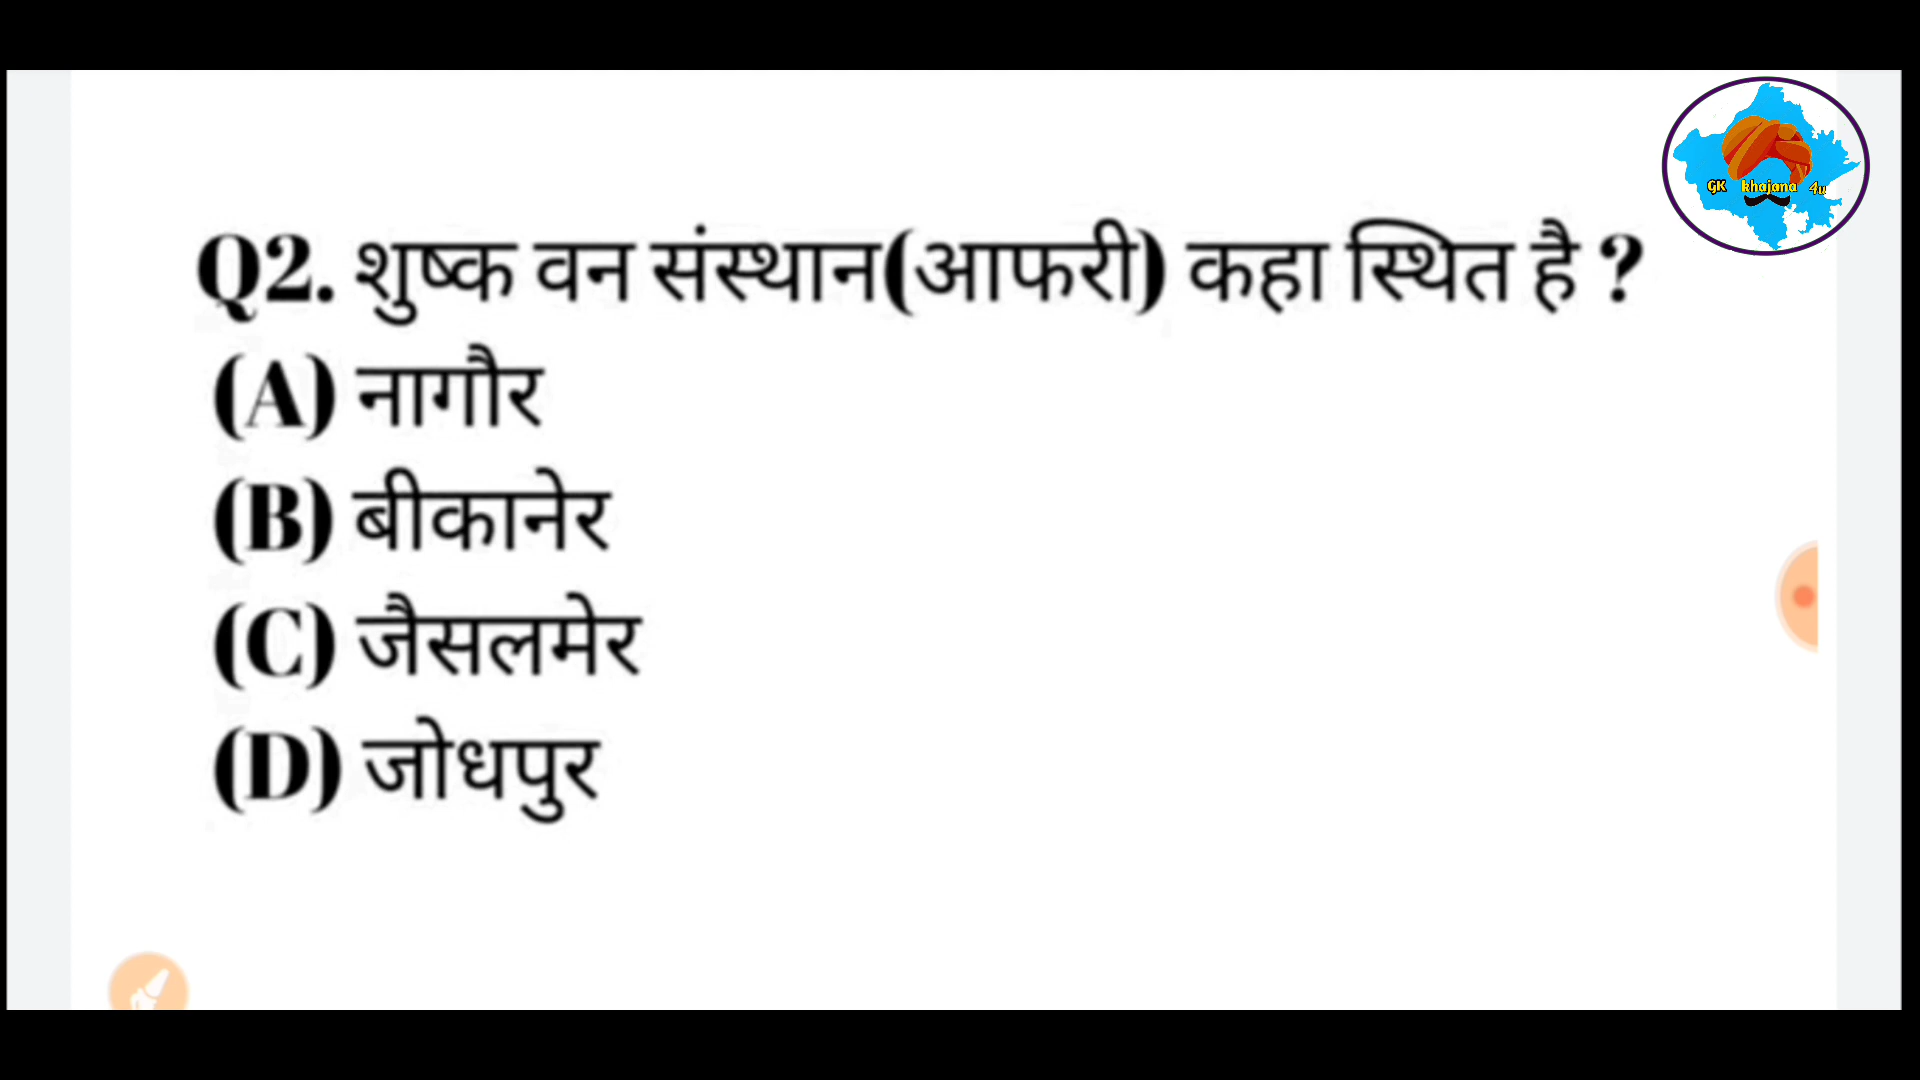 GK khajana 4u
Q2. शुष्क वन संस्थान(आफरी) कहा स्थित है ?
(A) नागौर
(B) बीकानेर
(C) जैसलमेर
(D) जोधपुर